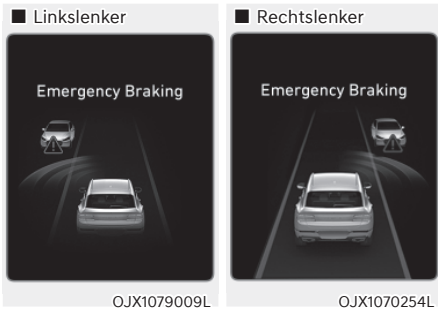 ■ Linkslenker
Emergency Braking
OJX1079009L
■ Rechtslenker
Emergency Braking
OJX1070254L